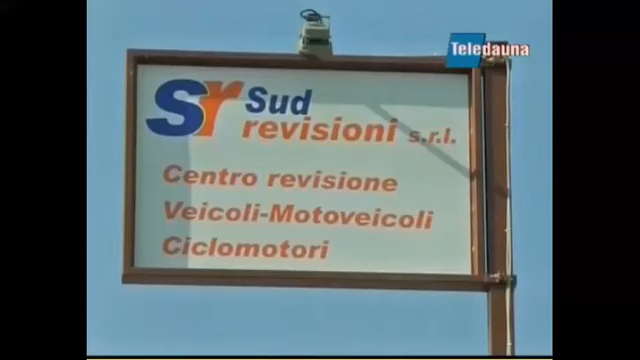 Teledauna
Sr Sud
revisioni s.r.l.
Centro revisione
Veicoli-Motoveicoli
Ciclomotori